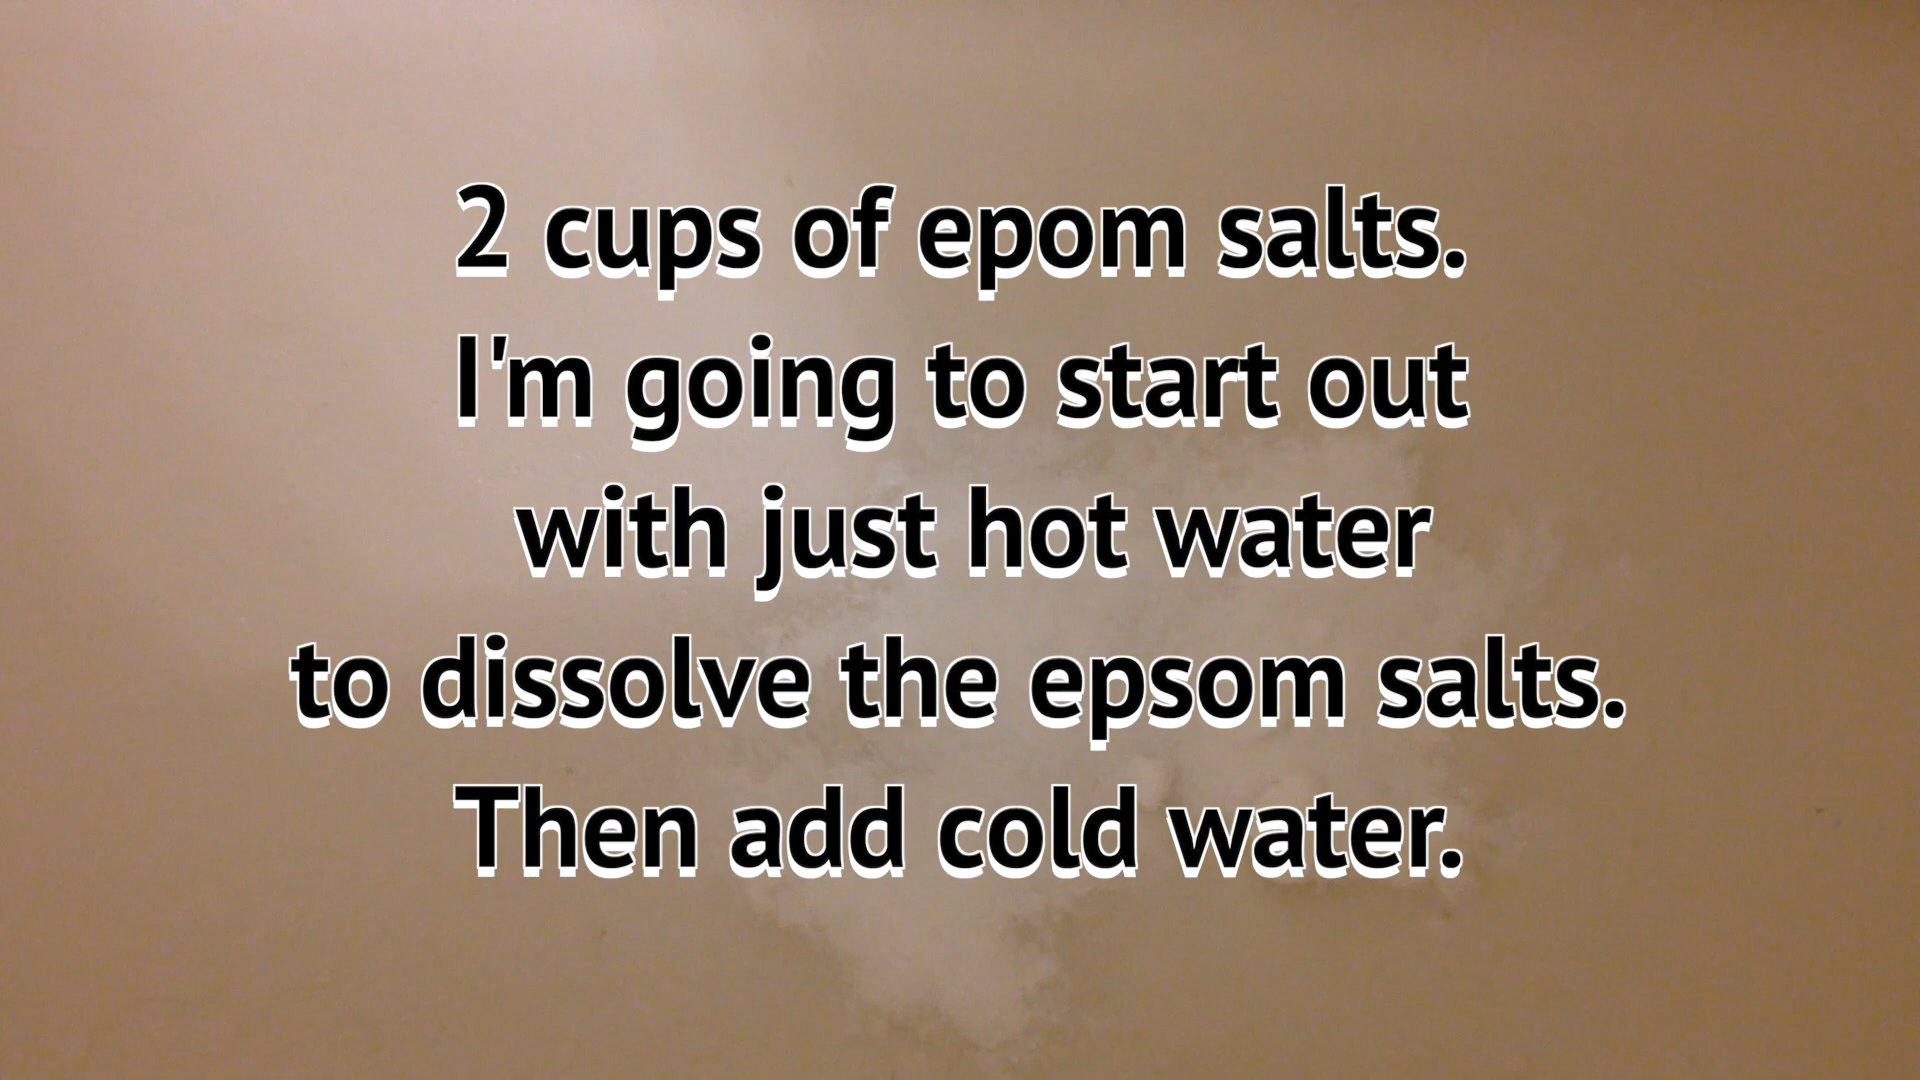 2 cups of epom salts.
I'm going to start out
with just hot water
to dissolve the epsom salts.
Then add cold water.